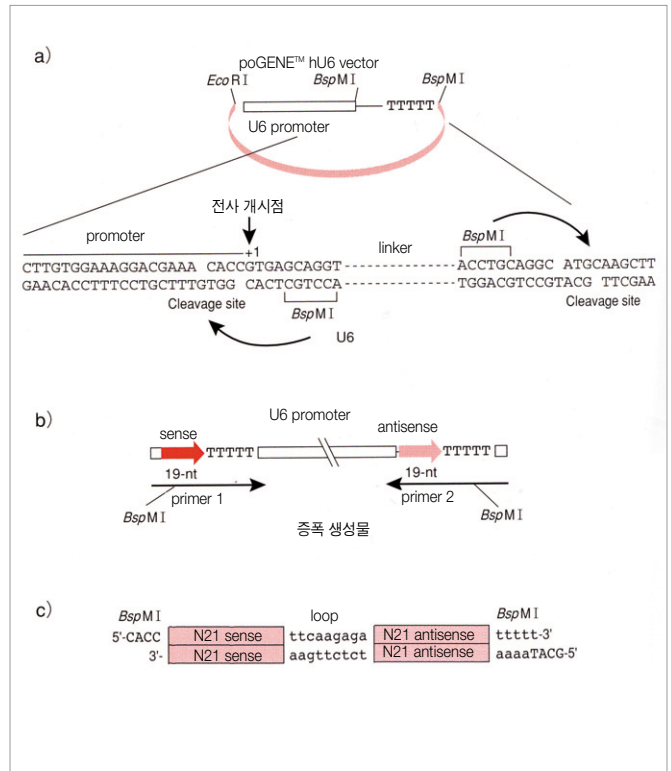 a)
poGENE™ hU6 vector
EcoRI BspMI BspMI
TTTTT
U6 promoter
전사 개시점
promoter +1 linker BspMI
CTTGTGGAAAGGACGAAA CACCGTGAGCAGGT----------------ACCTGCAGGC ATGCAAGCTT
GAACACCTTTCCTGCTTTGTGG CACTCGTCCA----------------TGGACGTCCGTACG TTCGAA
Cleavage site BspMI Cleavage site
U6
b)
U6 promoter
sense antisense
TTTTT TTTTT
19-nt 19-nt
primer 1 primer 2
BspMI BspMI
증폭 생성물
c)
BspMI loop BspMI
5'-CACC N21 sense ttcaagaga N21 antisense ttttt-3'
3'- N21 sense aagttctct N21 antisense aaaaTACG-5'